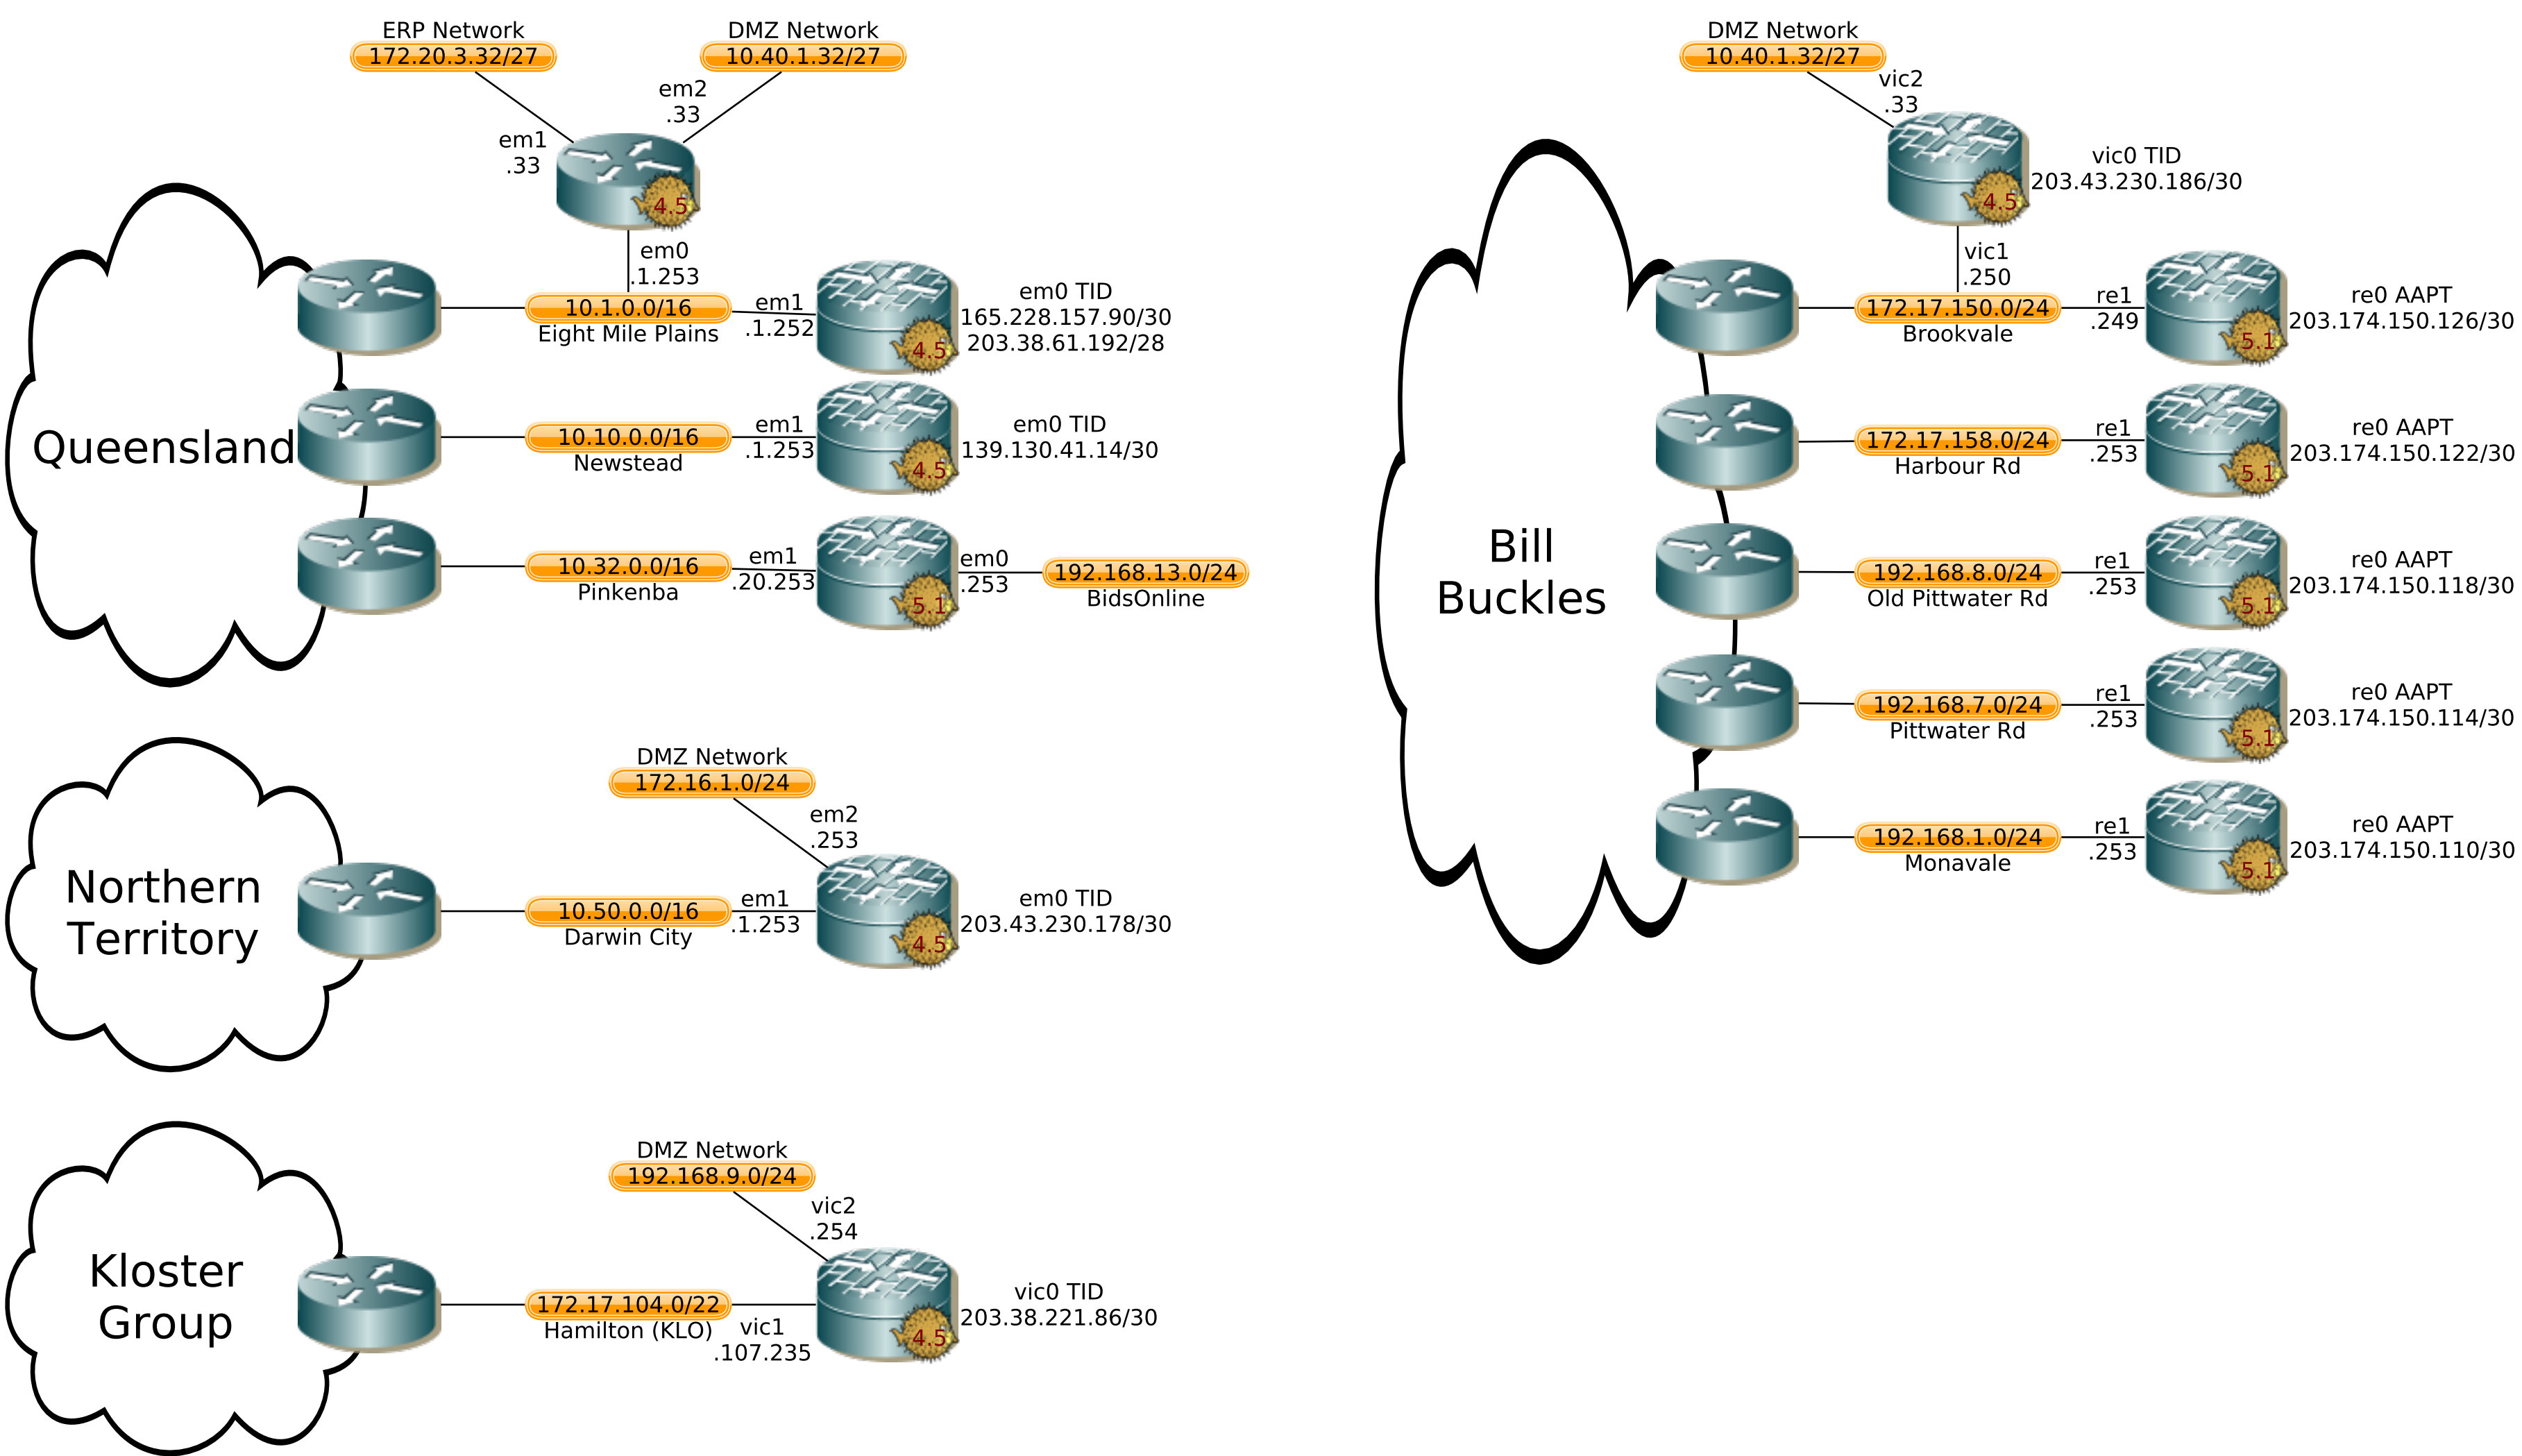 ERP Network
172.20.3.32/27
DMZ Network
10.40.1.32/27
em2
.33
em1
.33
4.5
em0
.1.253
Queensland
10.1.0.0/16
Eight Mile Plains
em1
.1.252
4.5
em0 TID
165.228.157.90/30
203.38.61.192/28
10.10.0.0/16
Newstead
em1
.1.253
4.5
em0 TID
139.130.41.14/30
10.32.0.0/16
Pinkenba
em1
.20.253
5.1
em0
.253
192.168.13.0/24
BidsOnline
Northern
Territory
DMZ Network
172.16.1.0/24
em2
.253
10.50.0.0/16
Darwin City
em1
.1.253
4.5
em0 TID
203.43.230.178/30
Kloster
Group
DMZ Network
192.168.9.0/24
vic2
.254
172.17.104.0/22
Hamilton (KLO)
vic1
.107.235
4.5
vic0 TID
203.38.221.86/30
DMZ Network
10.40.1.32/27
vic2
.33
4.5
vic0 TID
203.43.230.186/30
vic1
.250
Bill
Buckles
172.17.150.0/24
Brookvale
re1
.249
5.1
re0 AAPT
203.174.150.126/30
172.17.158.0/24
Harbour Rd
re1
.253
5.1
re0 AAPT
203.174.150.122/30
192.168.8.0/24
Old Pittwater Rd
re1
.253
5.1
re0 AAPT
203.174.150.118/30
192.168.7.0/24
Pittwater Rd
re1
.253
5.1
re0 AAPT
203.174.150.114/30
192.168.1.0/24
Monavale
re1
.253
5.1
re0 AAPT
203.174.150.110/30